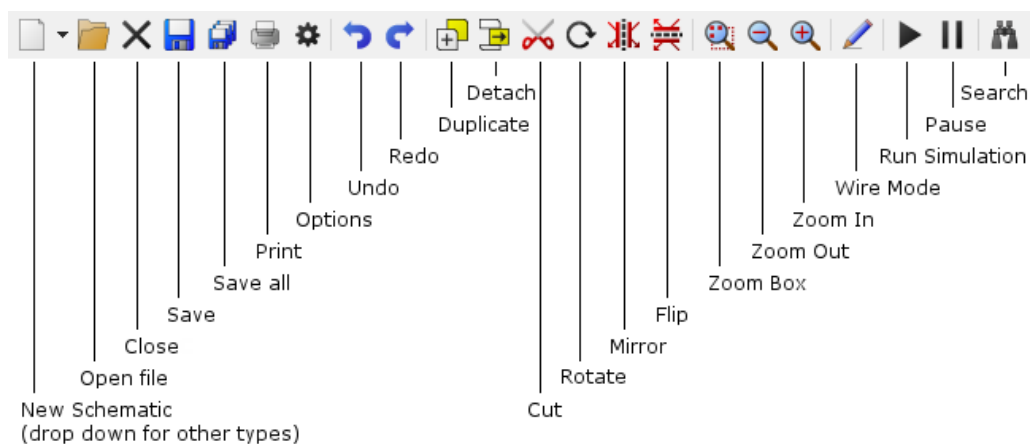 Detach
Search
Duplicate
Pause
Redo
Run Simulation
Undo
Wire Mode
Options
Zoom In
Print
Zoom Out
Save all
Zoom Box
Save
Flip
Close
Mirror
Open file
Rotate
New Schematic
Cut
(drop down for other types)